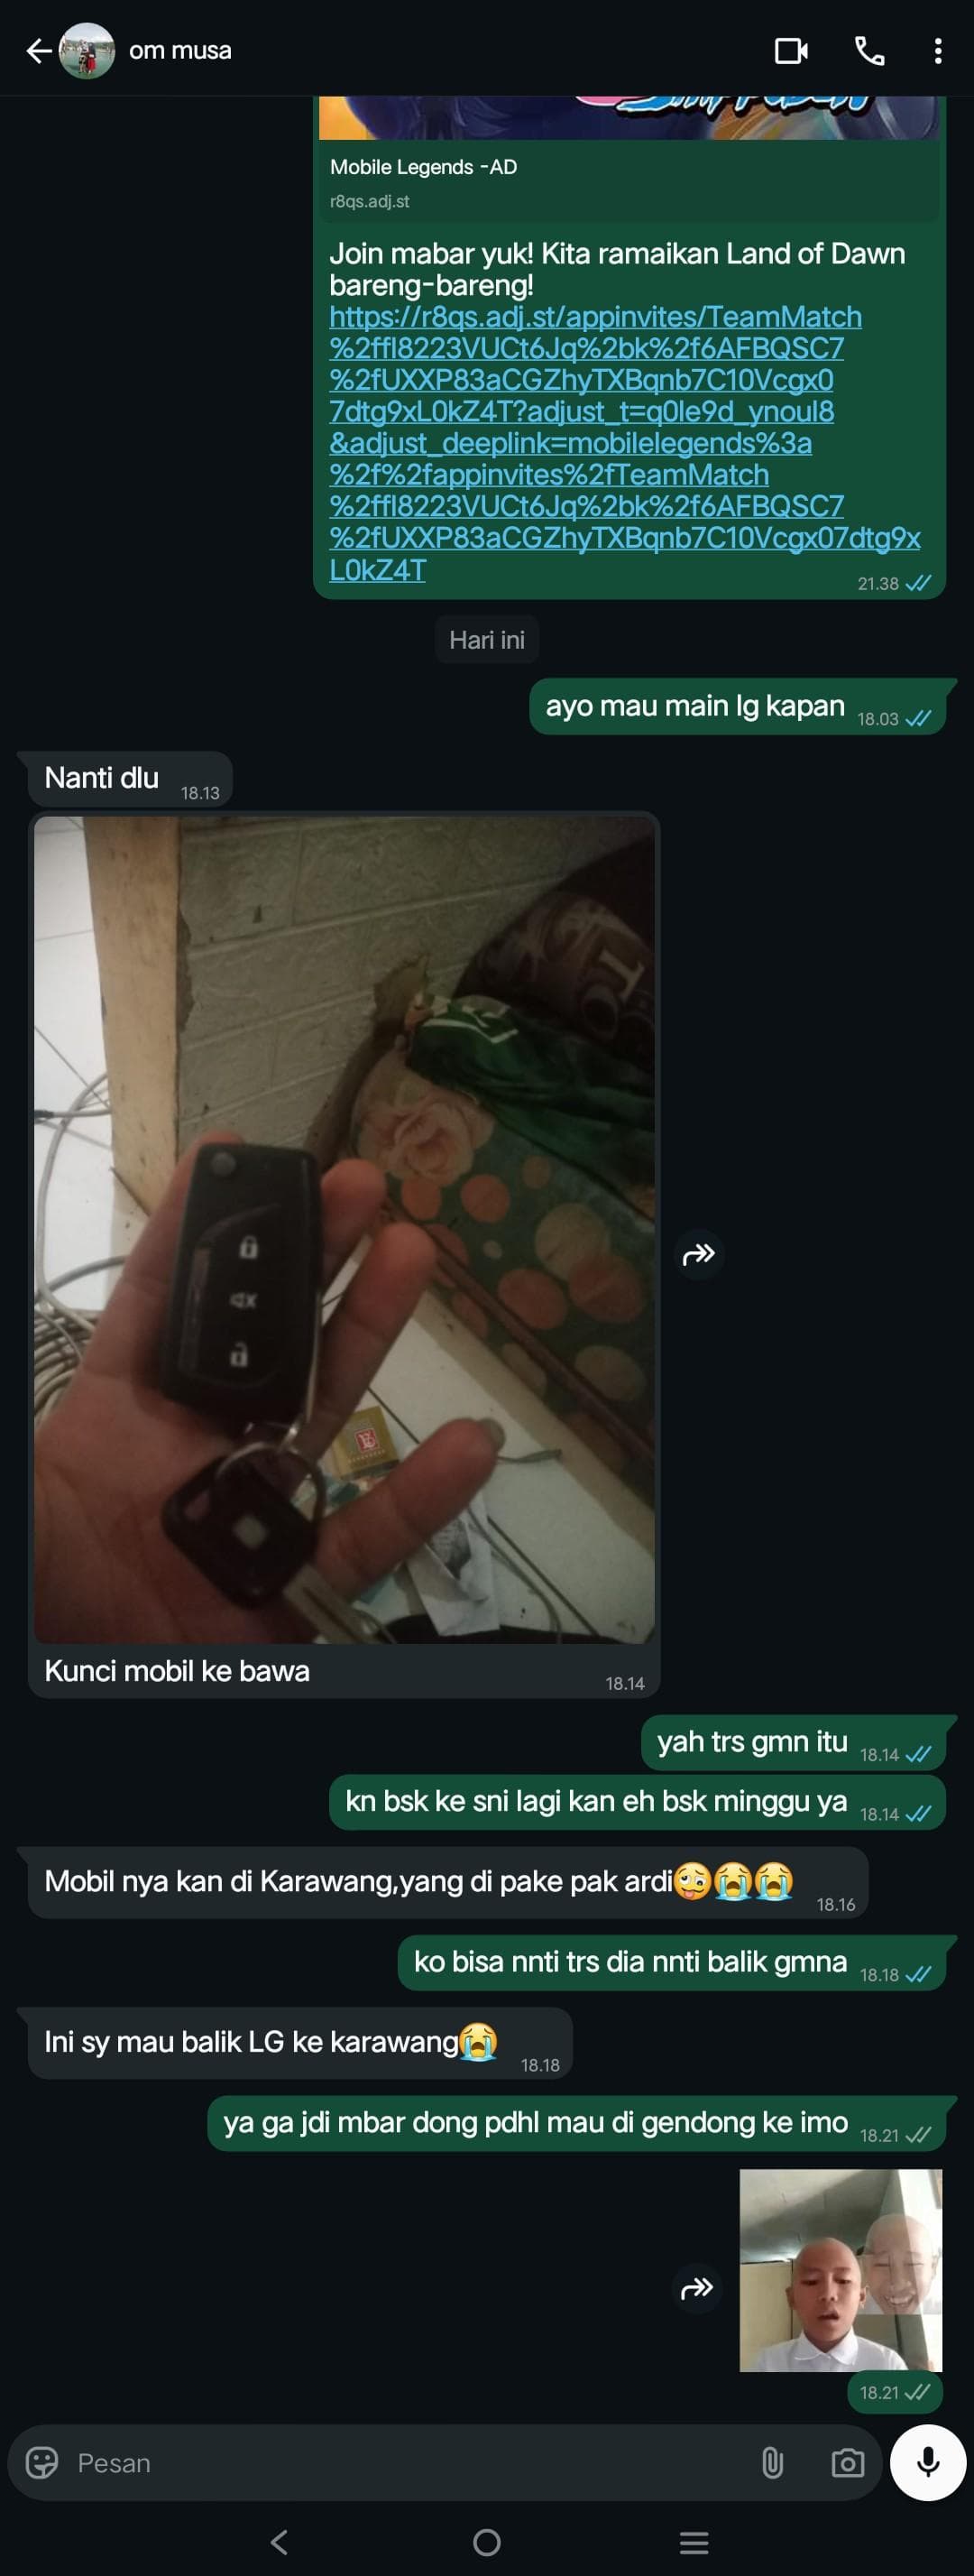 om musa
Mobile Legends -AD
r8qs.adj.st
Join mabar yuk! Kita ramaikan Land of Dawn
bareng-bareng!
https://r8qs.adj.st/appinvites/TeamMatch
%2ffI8223VUCt6Jq%2bk%2f6AFBQSC7
%2fUXXP83aCGZhyTXBqnb7C10Vcgx0
7dtg9xL0kZ4T?adjust_t=q0le9d_ynoul8
&adjust_deeplink=mobilelegends%3a
%2f%2fappinvites%2fTeamMatch
%2ffI8223VUCt6Jq%2bk%2f6AFBQSC7
%2fUXXP83aCGZhyTXBqnb7C10Vcgx07dtg9x
L0kZ4T
21.38
Hari ini
ayo mau main lg kapan 18.03
Nanti dlu 18.13
Kunci mobil ke bawa 18.14
yah trs gmn itu 18.14
kn bsk ke sni lagi kan eh bsk minggu ya 18.14
Mobil nya kan di Karawang,yang di pake pak ardi🤪😭😭 18.16
ko bisa nnti trs dia nnti balik gmna 18.18
Ini sy mau balik LG ke karawang😭 18.18
ya ga jdi mbar dong pdhl mau di gendong ke imo 18.21
18.21
Pesan